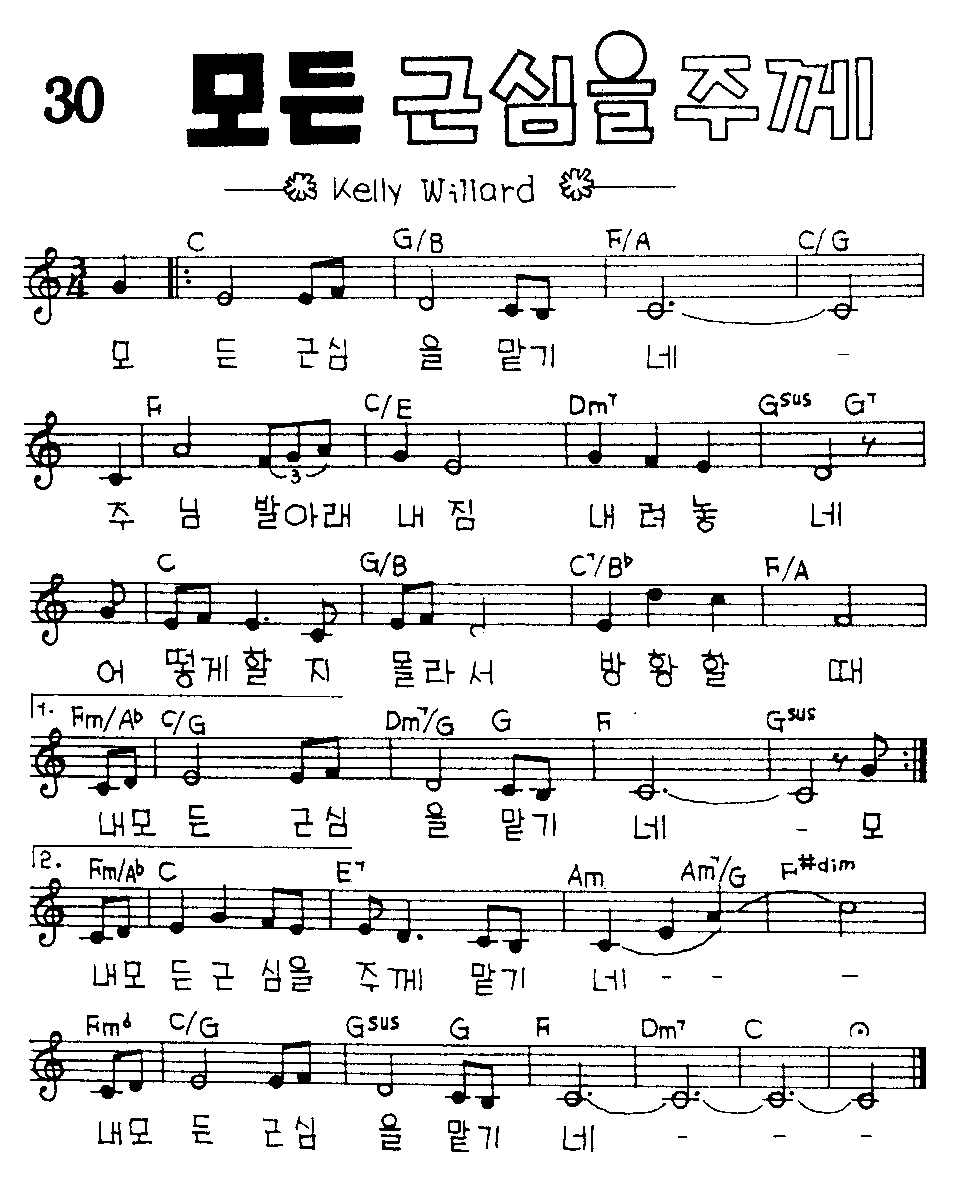 30 모든 근심을 주께
Kelly Willard
C G/B F/A C/G
3/4
모 든 근심 을 맡기 네 -
F C/E Dm7 Gsus G7
3
주 님 발아래 내 짐 내 려 놓 네
C G/B C7/B♭ F/A
어 떻게 할 지 몰라 서 방 황 할 때
1. Fm/A♭ C/G Dm7/G G F Gsus
내모 든 근 심 을 맡기 네 - 모
2. Fm/A♭ C E7 Am Am7/G F#dim
내모 든 근 심을 주께 맡기 네 - - -
Fm6 C/G Gsus G F Dm7 C
내모 든 근 심 을 맡기 네 - - -